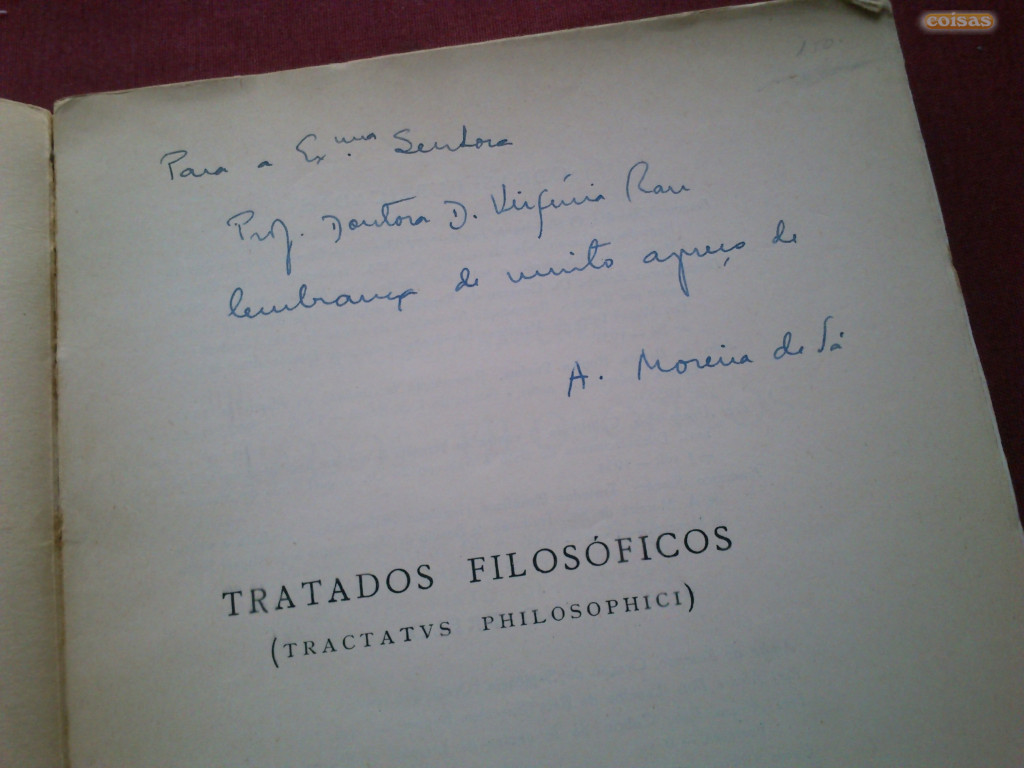 coisas
Para a Ex.ma Senhora
Prof. Doutora D. Virgínia Rau
lembrança de muito apreço de
A. Moreira de Sá
TRATADOS FILOSÓFICOS
(TRACTATVS PHILOSOPHICI)